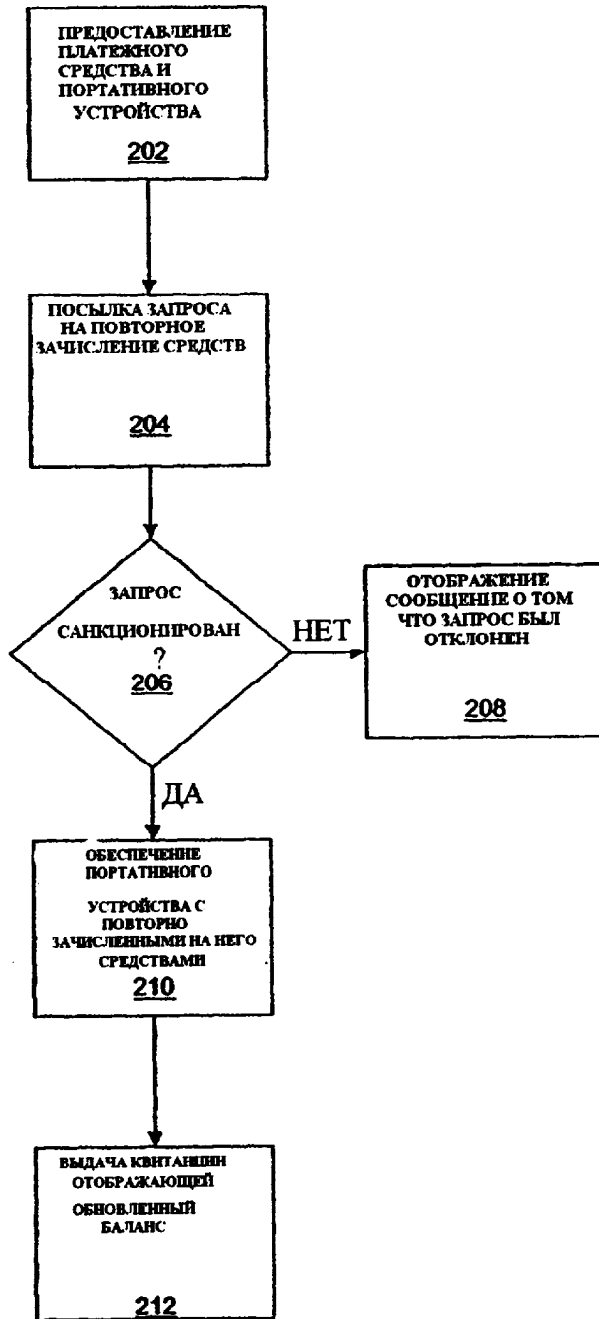 ПРЕДОСТАВЛЕНИЕ
ПЛАТЕЖНОГО
СРЕДСТВА И
ПОРТАТИВНОГО
УСТРОЙСТВА
202
ПОСЫЛКА ЗАПРОСА
НА ПОВТОРНОЕ
ЗАЧИСЛЕНИЕ СРЕДСТВ
204
ЗАПРОС
САНКЦИОНИРОВАН
?
206
НЕТ
ОТОБРАЖЕНИЕ
СООБЩЕНИЕ О ТОМ
ЧТО ЗАПРОС БЫЛ
ОТКЛОНЕН
208
ДА
ОБЕСПЕЧЕНИЕ
ПОРТАТИВНОГО
УСТРОЙСТВА С
ПОВТОРНО
ЗАЧИСЛЕННЫМИ НА НЕГО
СРЕДСТВАМИ
210
ВЫДАЧА КВИТАНЦИИ
ОТОБРАЖАЮЩЕЙ
ОБНОВЛЕННЫЙ
БАЛАНС
212